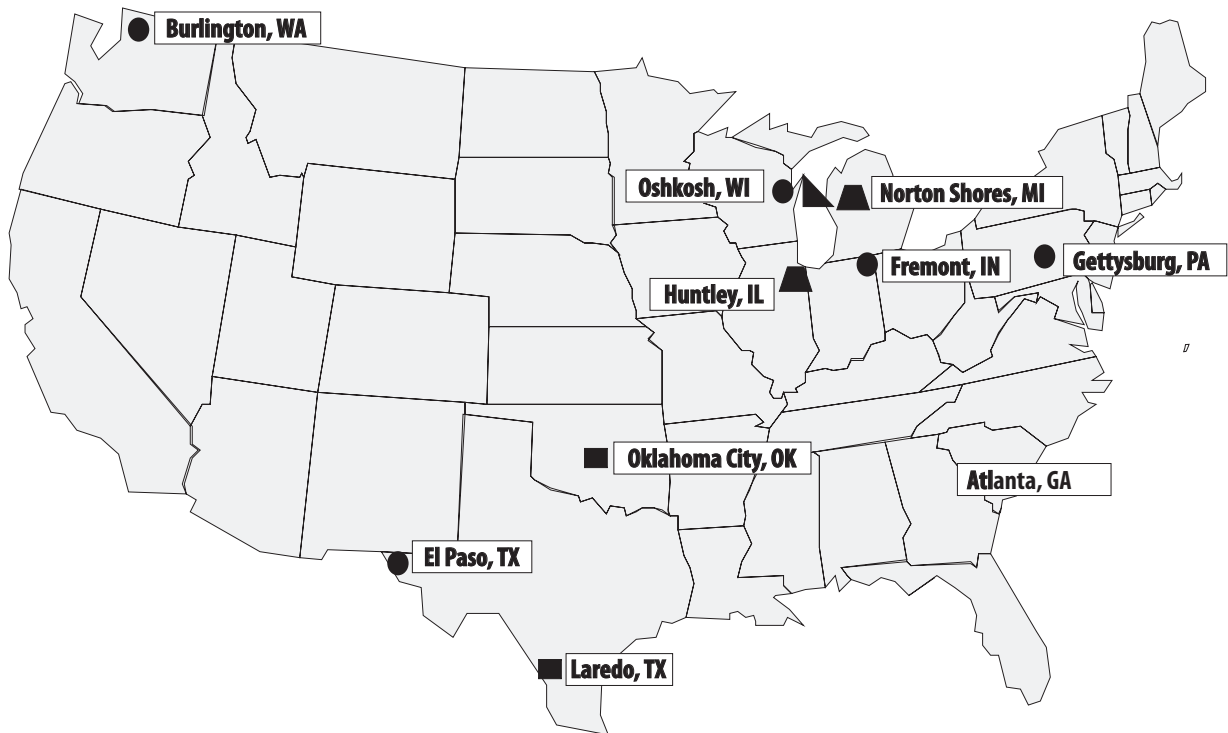 Burlington, WA
Oshkosh, WI
Norton Shores, MI
Gettysburg, PA
Fremont, IN
Huntley, IL
Oklahoma City, OK
Atlanta, GA
El Paso, TX
Laredo, TX